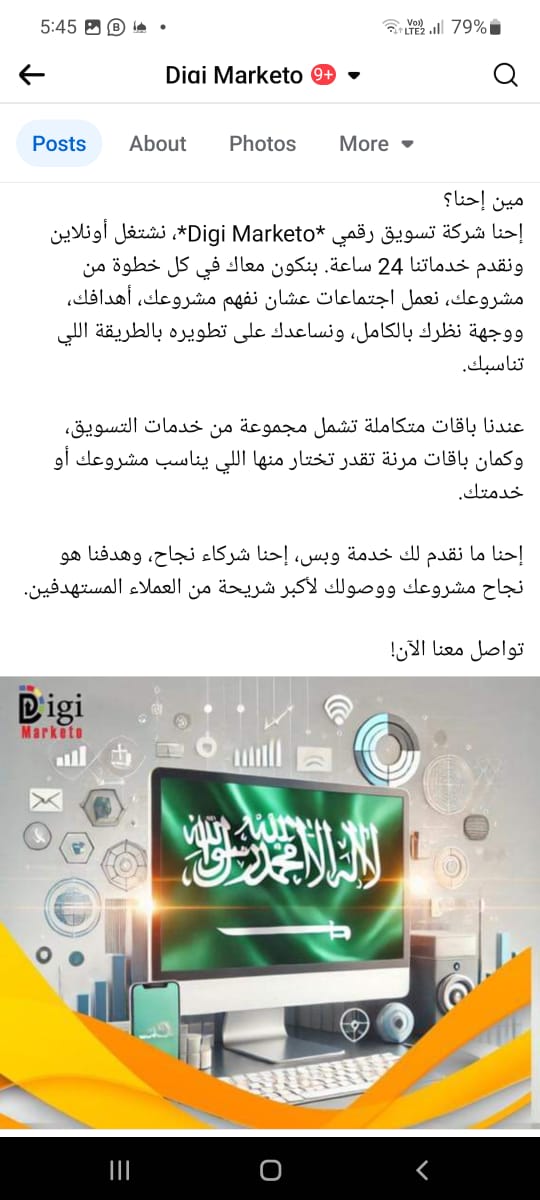 5:45
Vo))
LTE2
79%
Digi Marketo 9+
Posts About Photos More
مين إحنا؟
إحنا شركة تسويق رقمي *Digi Marketo*، نشتغل أونلاين
ونقدم خدماتنا 24 ساعة. بنكون معاك في كل خطوة من
مشروعك، نعمل اجتماعات عشان نفهم مشروعك، أهدافك،
ووجهة نظرك بالكامل، ونساعدك على تطويره بالطريقة اللي
تناسبك.
عندنا باقات متكاملة تشمل مجموعة من خدمات التسويق،
وكمان باقات مرنة تقدر تختار منها اللي يناسب مشروعك أو
خدمتك.
إحنا ما نقدم لك خدمة وبس، إحنا شركاء نجاح، وهدفنا هو
نجاح مشروعك ووصولك لأكبر شريحة من العملاء المستهدفين.
تواصل معنا الآن!
Digi
Marketo
لا إله إلا الله محمد رسول الله